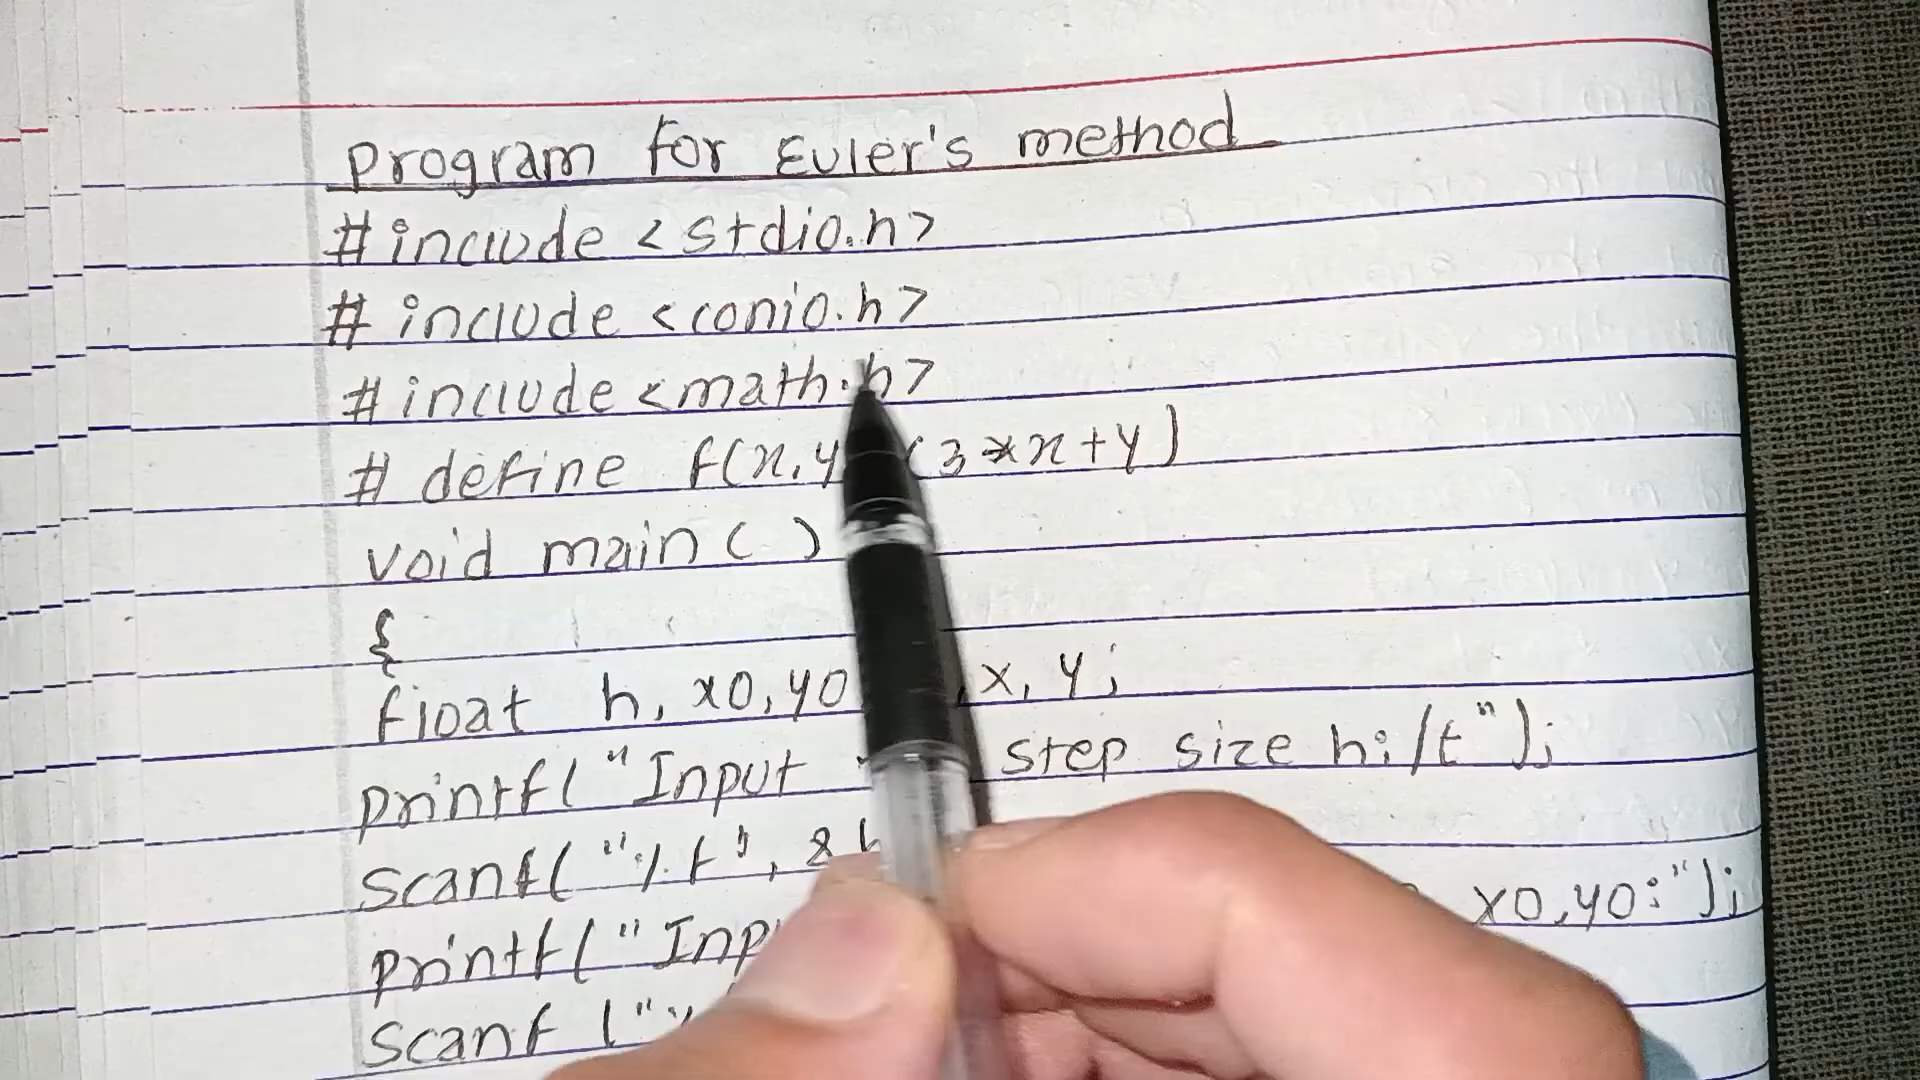 Program for Euler's method
#include <stdio.h>
# include <conio.h>
# include <math.h>
# define f(x,y (3*x+y)
void main( )
{
float h, x0, y0 ,x, y;
printf( "Input step size h:/t" );
scanf( "%f", &h
printf( " x0,y0:");
scanf ("%